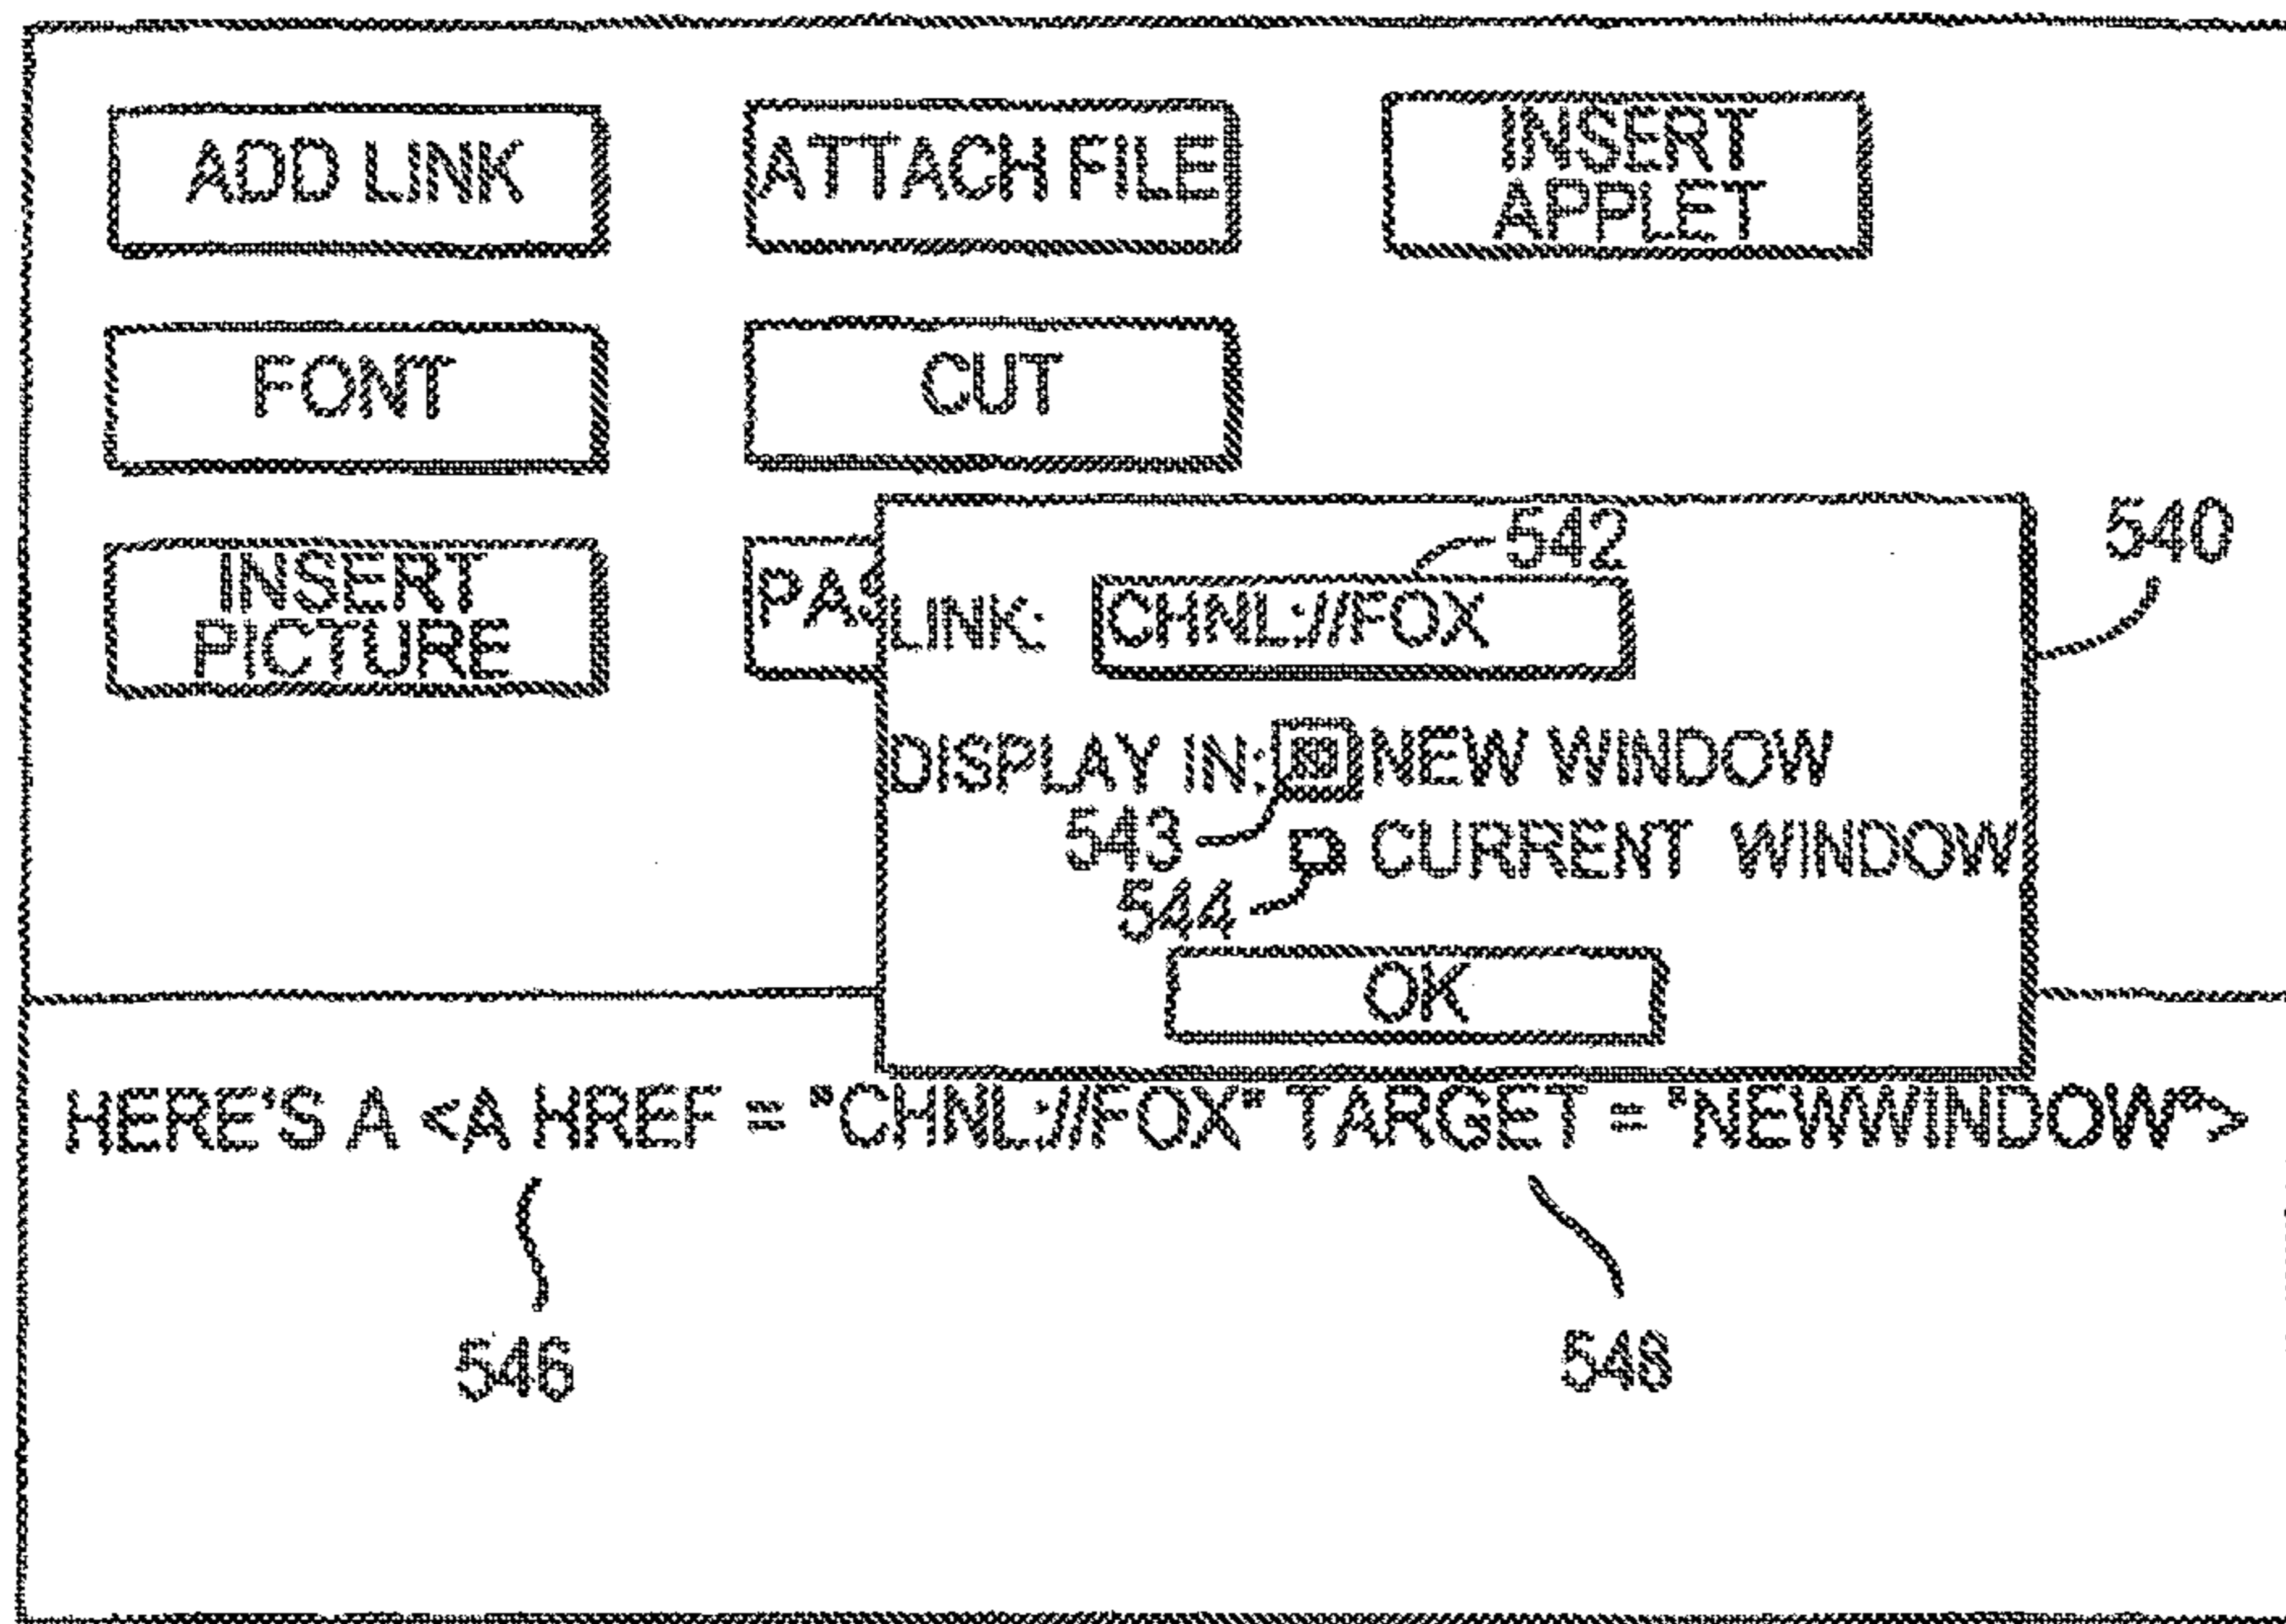 ADD LINK
ATTACH FILE
INSERT
APPLET
FONT
CUT
INSERT
PICTURE
PAS
542
540
LINK: CHNL://FOX
DISPLAY IN: NEW WINDOW
543
CURRENT WINDOW
544
OK
HERE'S A <A HREF = "CHNL://FOX" TARGET = "NEWWINDOW">
546
548